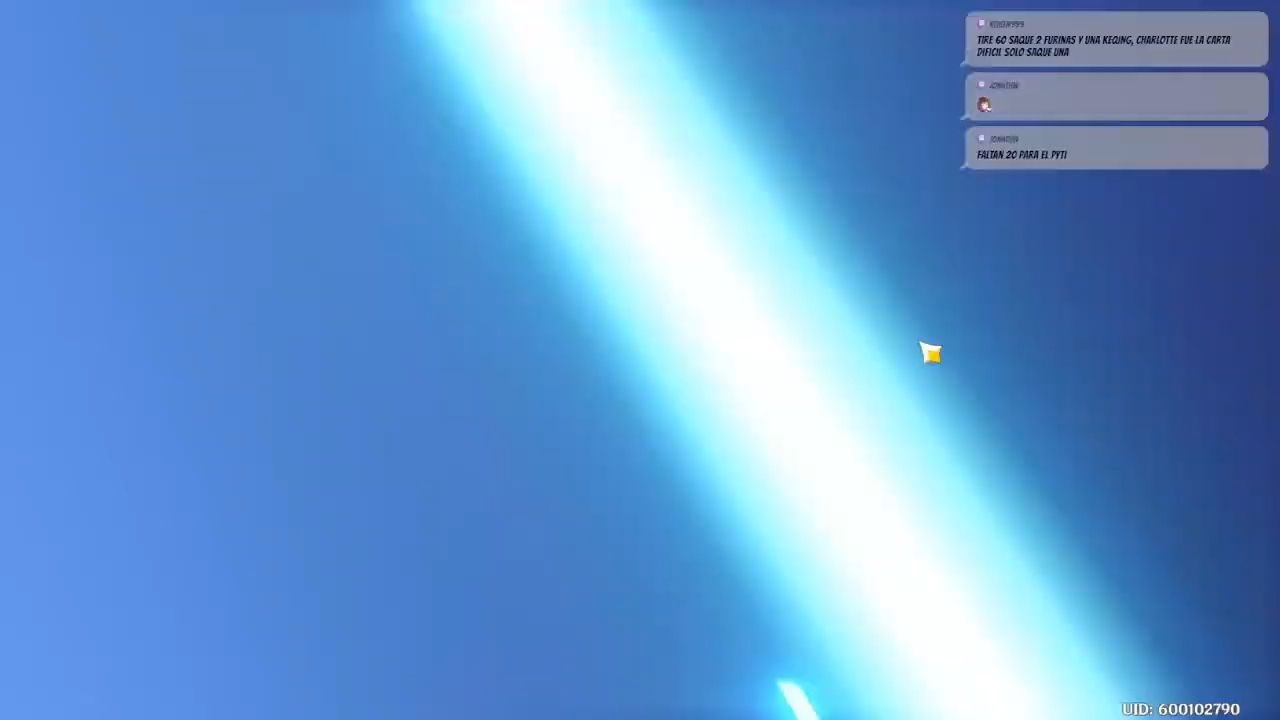 TIRE 60 SAQUE 2 FURINAS Y UNA KEQING, CHARLOTTE FUE LA CARTA
DIFICIL SOLO SAQUE UNA
FALTAN 20 PARA EL PYTI
UID: 600102790